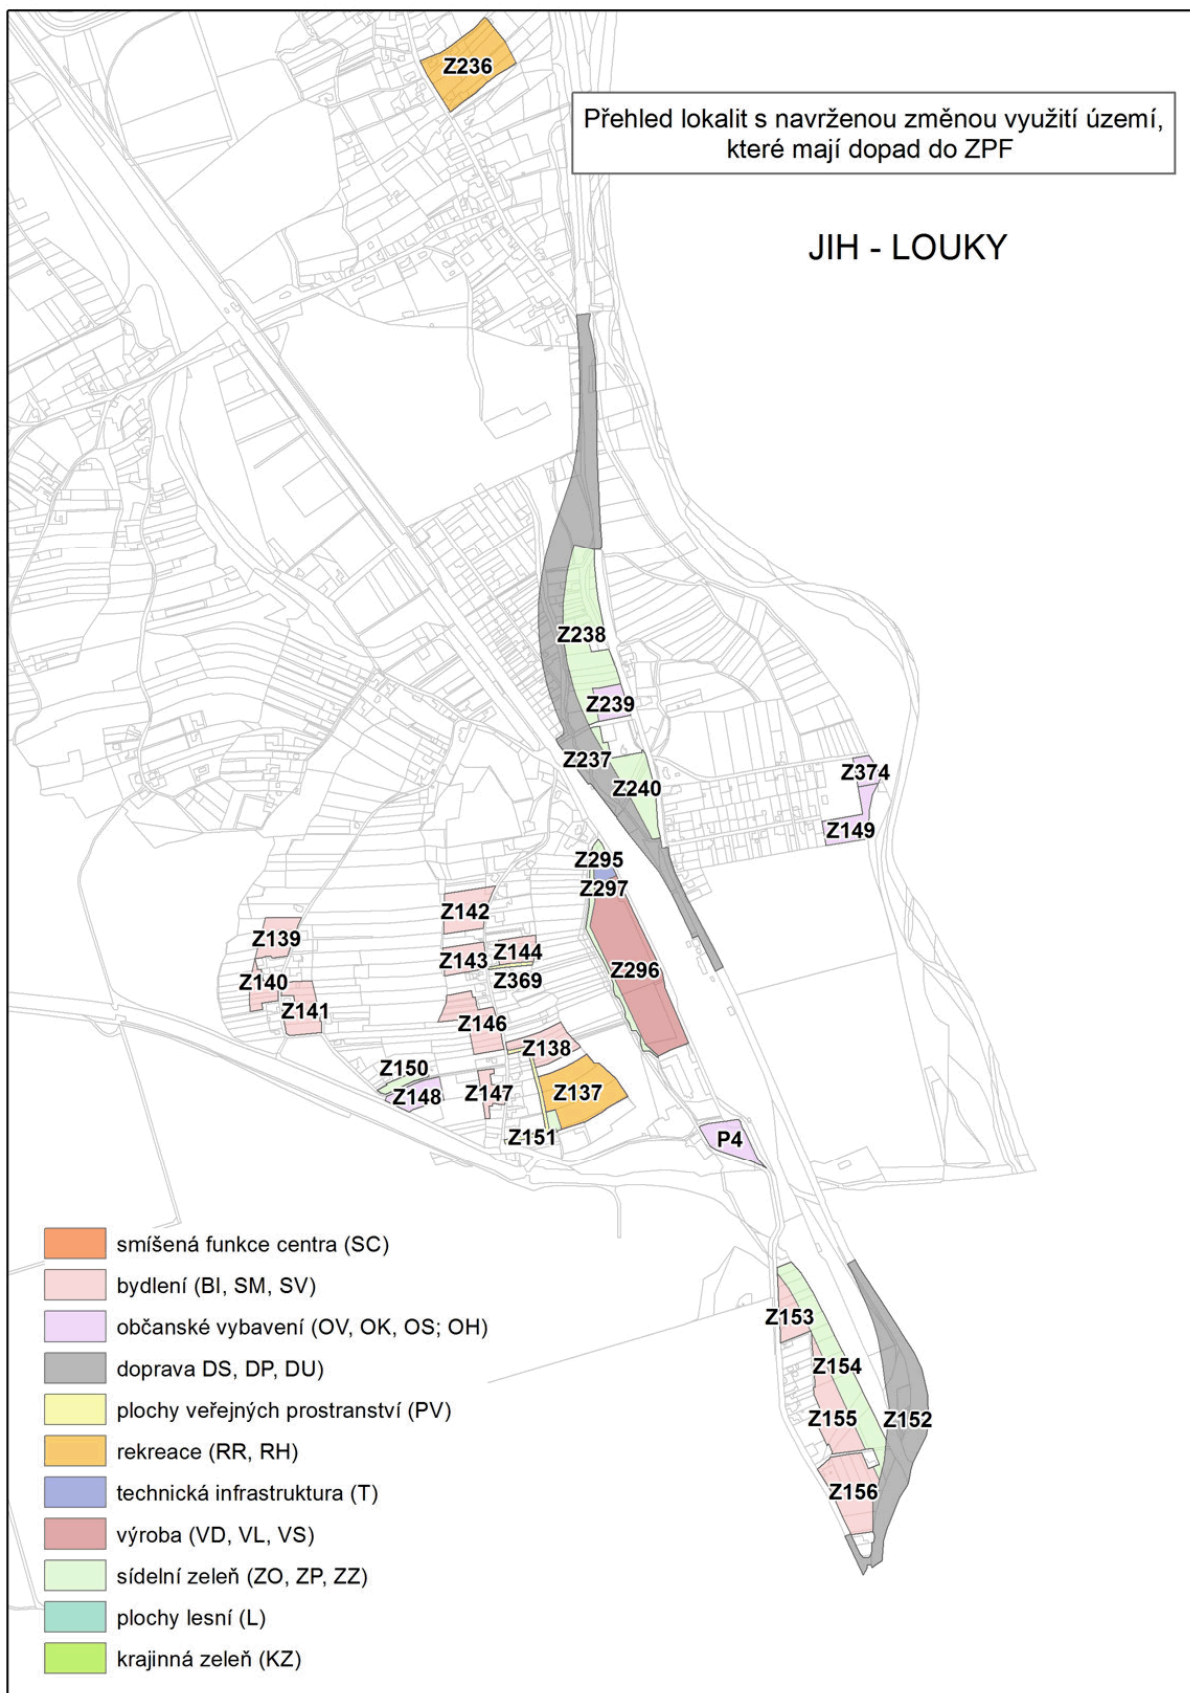 Z236
Přehled lokalit s navrženou změnou využití území,
které mají dopad do ZPF
JIH - LOUKY
Z238
Z239
Z237
Z240
Z374
Z149
Z295
Z297
Z142
Z139
Z143
Z144
Z140
Z369
Z296
Z141
Z146
Z138
Z150
Z148
Z147
Z137
Z151
P4
smíšená funkce centra (SC)
bydlení (BI, SM, SV)
občanské vybavení (OV, OK, OS; OH)
doprava DS, DP, DU)
plochy veřejných prostranství (PV)
rekreace (RR, RH)
technická infrastruktura (T)
výroba (VD, VL, VS)
sídelní zeleň (ZO, ZP, ZZ)
plochy lesní (L)
krajinná zeleň (KZ)
Z153
Z154
Z155
Z152
Z156